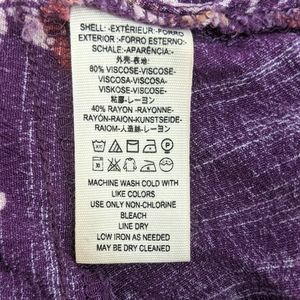 SHELL: -EXTÉRIEUR:-FORRO
EXTERIOR :-FORRO ESTERNO:-
SCHALE:-APARÊNCIA:-
外壳:-表地:
60% VISCOSE-VISCOSE-
VISCOSA-VISCOSA-
VISKOSE-VISCOSE-
粘膠-レーヨン
40% RAYON -RAYONNE-
RAYÓN-RAION-KUNSTSEIDE-
RAIOM-人造絲-レーヨン
MACHINE WASH COLD WITH
LIKE COLORS
USE ONLY NON-CHLORINE
BLEACH
LINE DRY
LOW IRON AS NEEDED
MAY BE DRY CLEANED